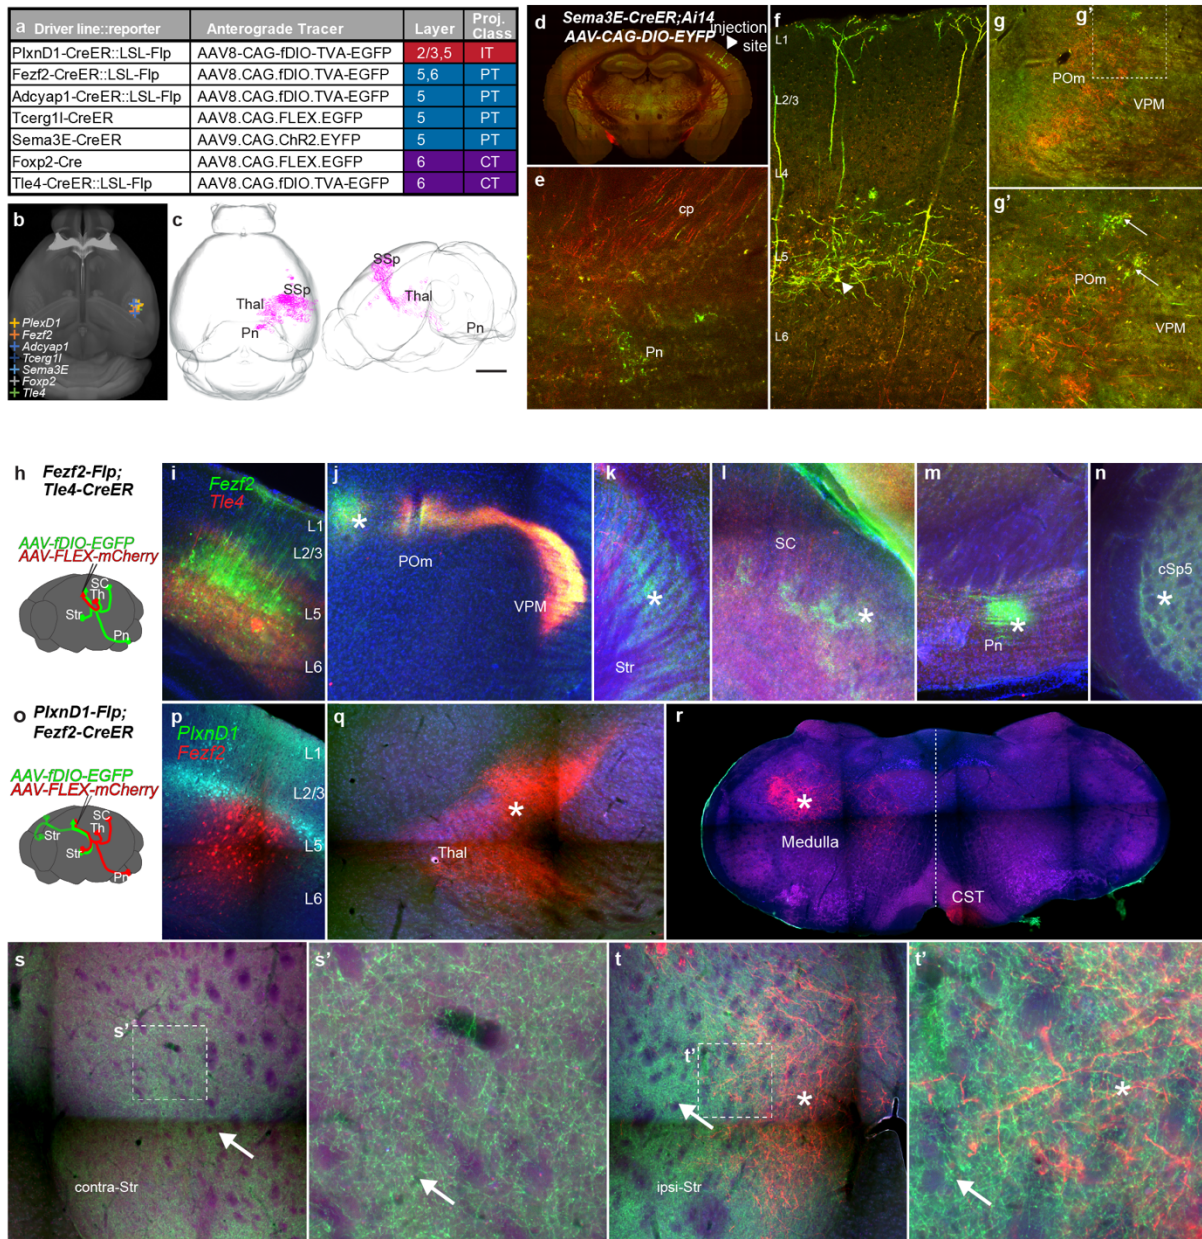 a Driver line::reporter Anterograde Tracer Layer Proj. Class
PlxnD1-CreER::LSL-Flp AAV8-CAG-fDIO-TVA-EGFP 2/3,5 IT
Fezf2-CreER::LSL-Flp AAV8.CAG.fDIO.TVA-EGFP 5,6 PT
Adcyap1-CreER::LSL-Flp AAV8.CAG.fDIO.TVA-EGFP 5 PT
Tcerg1l-CreER AAV8.CAG.FLEX.EGFP 5 PT
Sema3E-CreER AAV9.CAG.ChR2.EYFP 5 PT
Foxp2-Cre AAV8.CAG.FLEX.EGFP 6 CT
Tle4-CreER::LSL-Flp AAV8.CAG.fDIO.TVA-EGFP 6 CT
b
PlexD1
Fezf2
Adcyap1
Tcerg1l
Sema3E
Foxp2
Tle4
c
SSp
Thal
Pn
SSp
Thal
Pn
d Sema3E-CreER;Ai14
AAV-CAG-DIO-EYFP
injection
site
e
cp
Pn
f
L1
L2/3
L4
L5
L6
g
g'
POm
VPM
g'
POm
VPM
h Fezf2-Flp;
Tle4-CreER
AAV-fDIO-EGFP
AAV-FLEX-mCherry
SC
Th
Str
Pn
i
Fezf2
Tle4
L1
L2/3
L5
L6
j
*
POm
VPM
k
*
Str
l
SC
*
m
*
Pn
n
cSp5
*
o PlxnD1-Flp;
Fezf2-CreER
AAV-fDIO-EGFP
AAV-FLEX-mCherry
SC
Str
Th
Str
Pn
p
PlxnD1
Fezf2
L1
L2/3
L5
L6
q
*
Thal
r
*
Medulla
CST
s
s'
contra-Str
s'
t
t'
*
ipsi-Str
t'
*